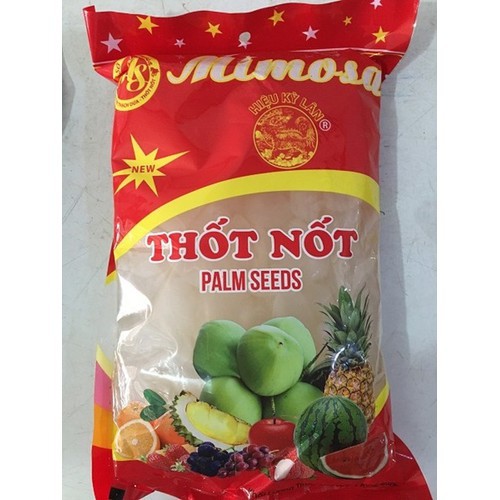 Mimosa
HIỆU KỲ LÂN
®
NEW
THỐT NỐT
PALM SEEDS